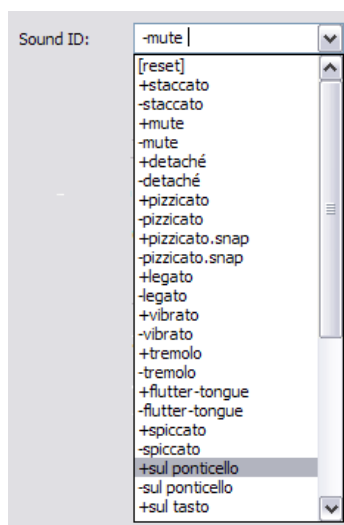 Sound ID: -mute
[reset]
+staccato
-staccato
+mute
-mute
+detaché
-detaché
+pizzicato
-pizzicato
+pizzicato.snap
-pizzicato.snap
+legato
-legato
+vibrato
-vibrato
+tremolo
-tremolo
+flutter-tongue
-flutter-tongue
+spiccato
-spiccato
+sul ponticello
-sul ponticello
+sul tasto